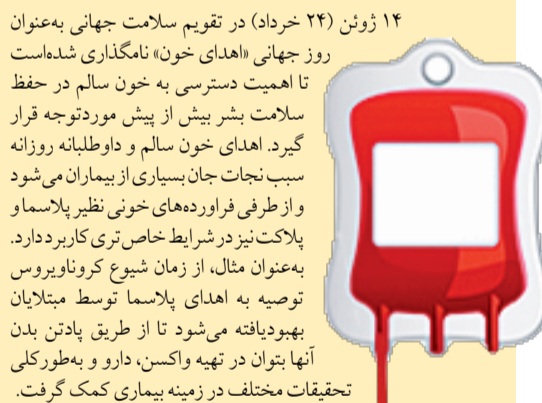 ۱۴ ژوئن (۲۴ خرداد) در تقویم سلامت جهانی به‌عنوان
روز جهانی «اهدای خون» نامگذاری شده‌است
تا اهمیت دسترسی به خون سالم در حفظ
سلامت بشر بیش از پیش موردتوجه قرار
گیرد. اهدای خون سالم و داوطلبانه روزانه
سبب نجات جان بسیاری از بیماران می‌شود
و از طرفی فراورده‌های خونی نظیر پلاسما و
پلاکت نیز در شرایط خاص‌تری کاربرد دارد.
به‌عنوان مثال، از زمان شیوع کروناویروس
توصیه به اهدای پلاسما توسط مبتلایان
بهبودیافته می‌شود تا از طریق پادتن بدن
آنها بتوان در تهیه واکسن، دارو و به‌طورکلی
تحقیقات مختلف در زمینه بیماری کمک گرفت.